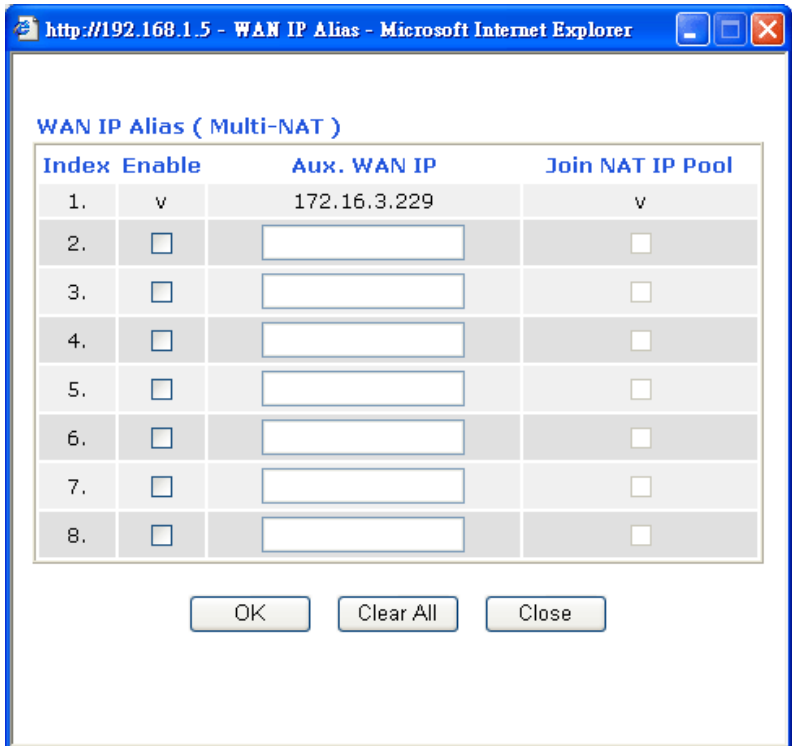 http://192.168.1.5 - WAN IP Alias - Microsoft Internet Explorer
WAN IP Alias ( Multi-NAT )
Index Enable Aux. WAN IP Join NAT IP Pool
1. v 172.16.3.229 v
2.
3.
4.
5.
6.
7.
8.
OK Clear All Close